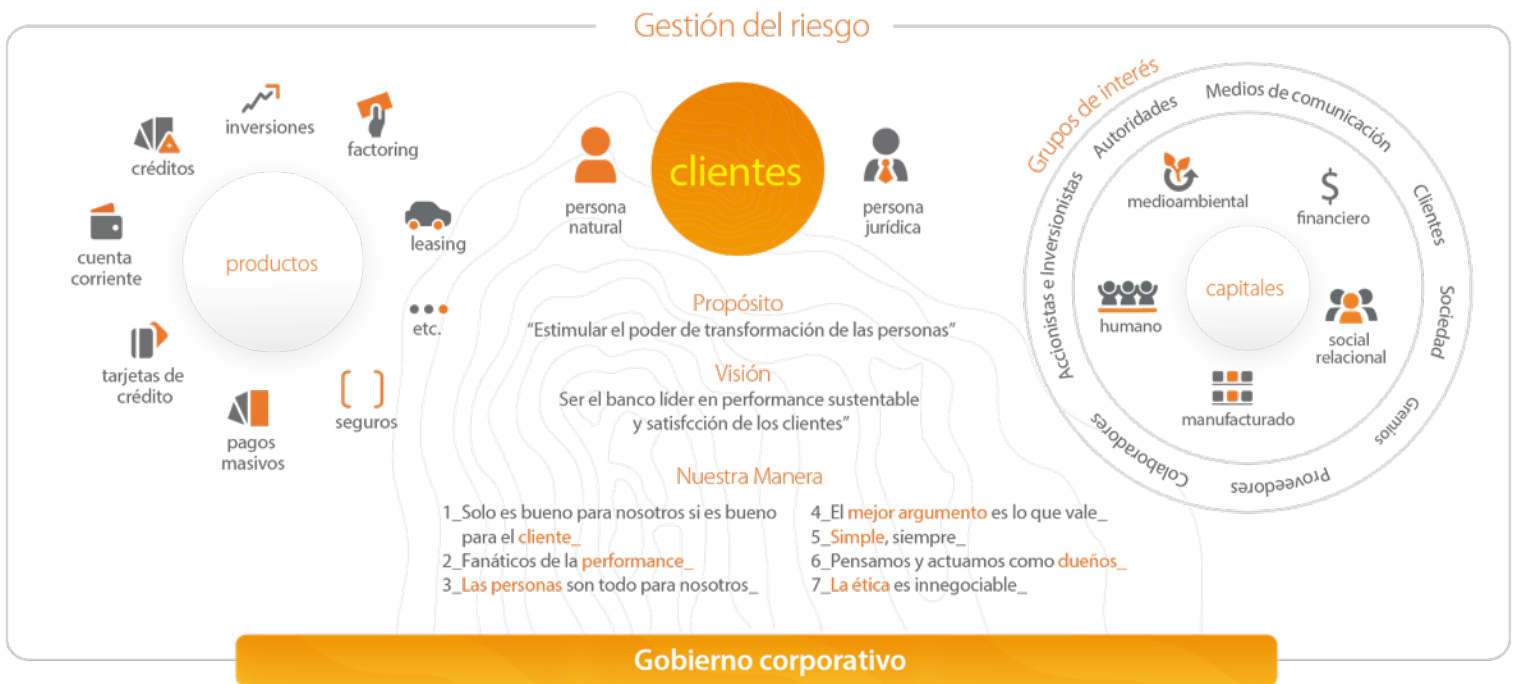 Gestión del riesgo
inversiones
factoring
créditos
leasing
cuenta
corriente
productos
etc.
tarjetas de
crédito
seguros
pagos
masivos
clientes
persona
natural
persona
jurídica
Propósito
“Estimular el poder de transformación de las personas”
Visión
Ser el banco líder en performance sustentable
y satisfcción de los clientes”
Nuestra Manera
1_Solo es bueno para nosotros si es bueno
para el cliente_
2_Fanáticos de la performance_
3_Las personas son todo para nosotros_
4_El mejor argumento es lo que vale_
5_Simple, siempre_
6_Pensamos y actuamos como dueños_
7_La ética es innegociable_
Grupos de interés
Accionistas e Inversionistas
Autoridades
Medios de comunicación
Clientes
Sociedad
Gremios
Proveedores
Colaboradores
medioambiental
financiero
humano
capitales
social
relacional
manufacturado
Gobierno corporativo